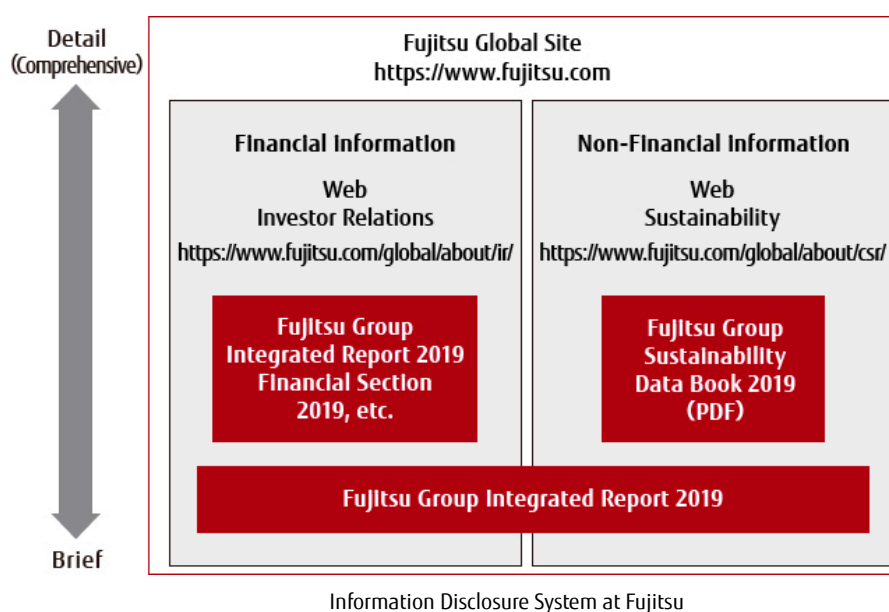 Detail
(Comprehensive)
Fujitsu Global Site
https://www.fujitsu.com
Financial Information
Web
Investor Relations
https://www.fujitsu.com/global/about/ir/
Fujitsu Group
Integrated Report 2019
Financial Section
2019, etc.
Non-Financial Information
Web
Sustainability
https://www.fujitsu.com/global/about/csr/
Fujitsu Group
Sustainability
Data Book 2019
(PDF)
Fujitsu Group Integrated Report 2019
Brief
Information Disclosure System at Fujitsu